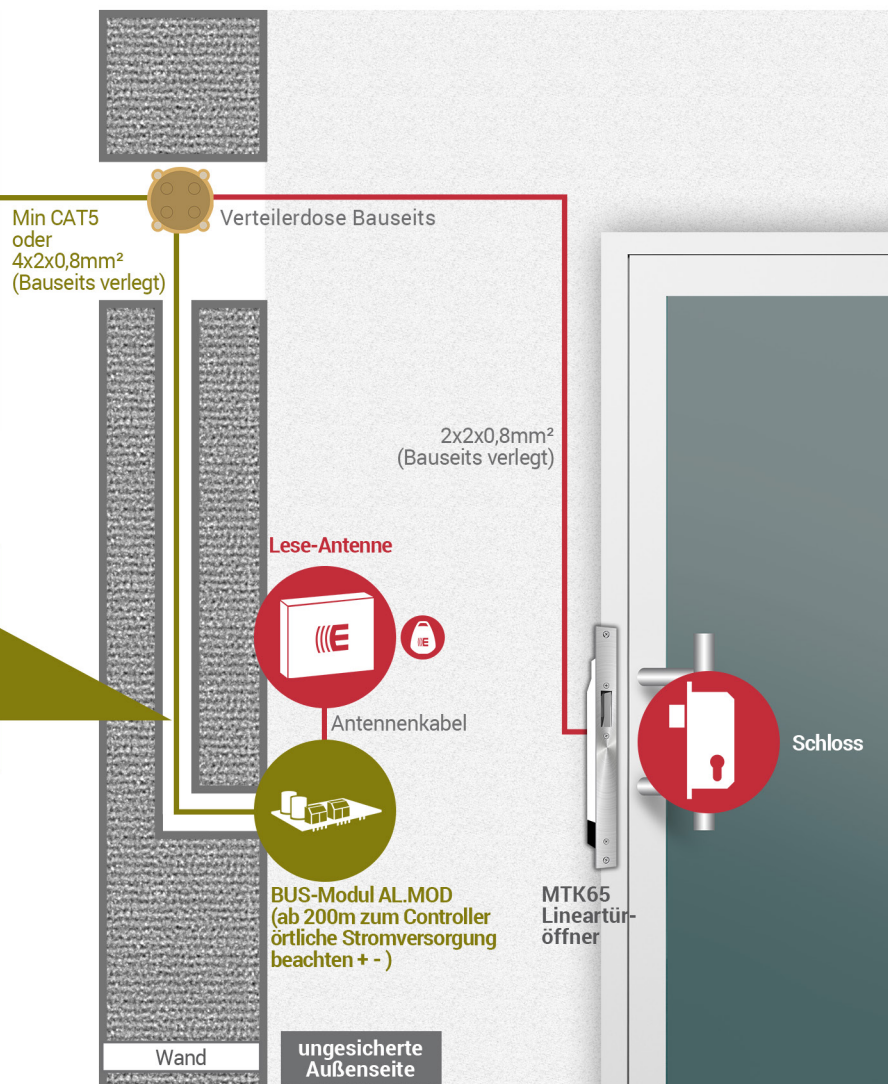 Min CAT5
oder
4x2x0,8mm²
(Bauseits verlegt)
Verteilerdose Bauseits
2x2x0,8mm²
(Bauseits verlegt)
Lese-Antenne
E
E
Antennenkabel
Schloss
BUS-Modul AL.MOD
(ab 200m zum Controller
örtliche Stromversorgung
beachten + - )
MTK65
Lineartür-
öffner
Wand
ungesicherte
Außenseite